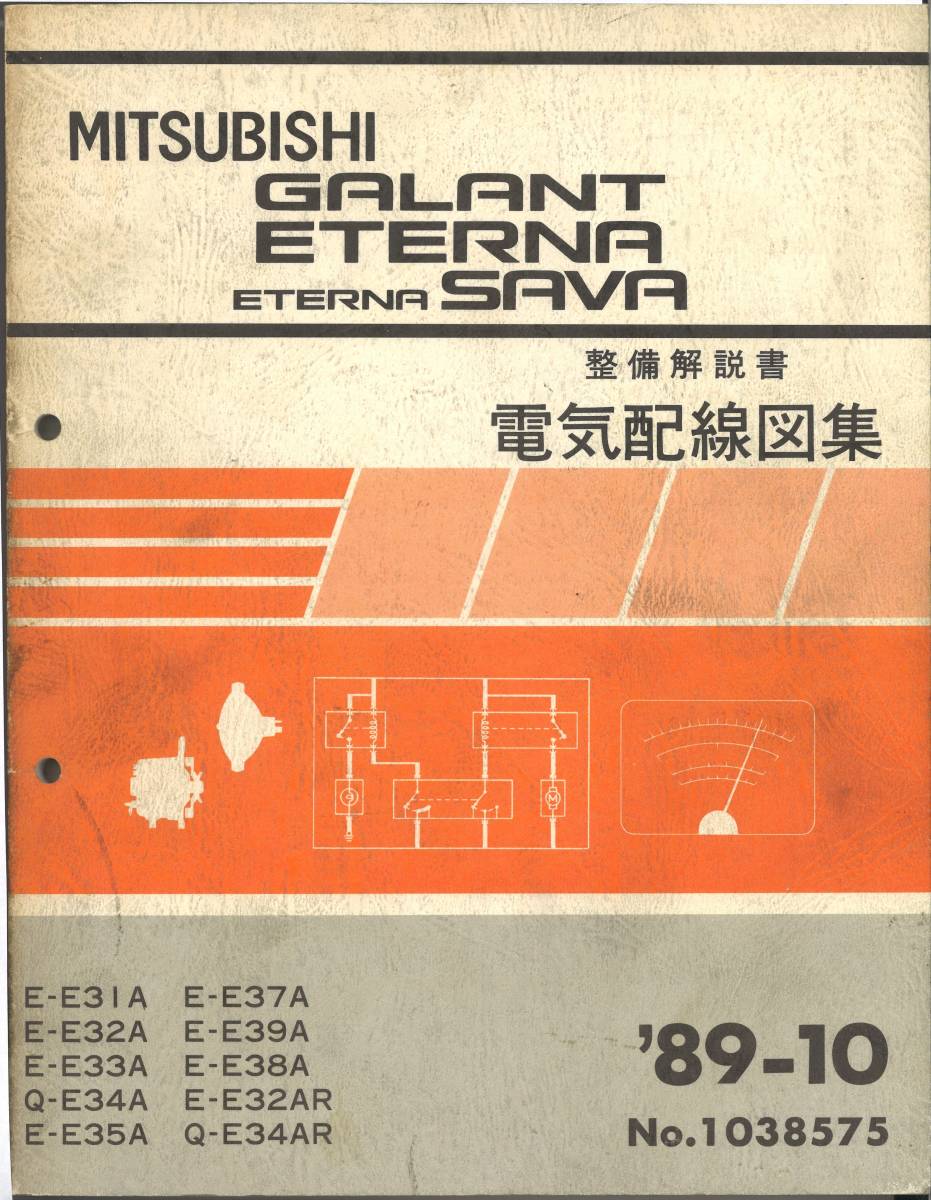 MITSUBISHI
GALANT
ETERNA
ETERNA SAVA
整備解説書
電気配線図集
M
E-E31A E-E37A
E-E32A E-E39A
E-E33A E-E38A
Q-E34A E-E32AR
E-E35A Q-E34AR
'89-10
No.1038575